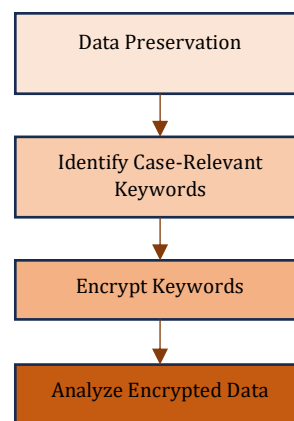 Data Preservation
Identify Case-Relevant
Keywords
Encrypt Keywords
Analyze Encrypted Data